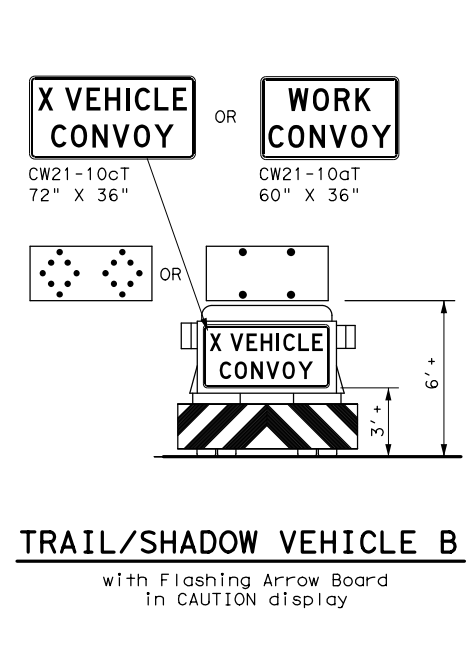 X VEHICLE
CONVOY
OR
WORK
CONVOY
CW21-10cT
72" X 36"
CW21-10aT
60" X 36"
OR
X VEHICLE
CONVOY
6'+
3'+
TRAIL/SHADOW VEHICLE B
with Flashing Arrow Board
in CAUTION display